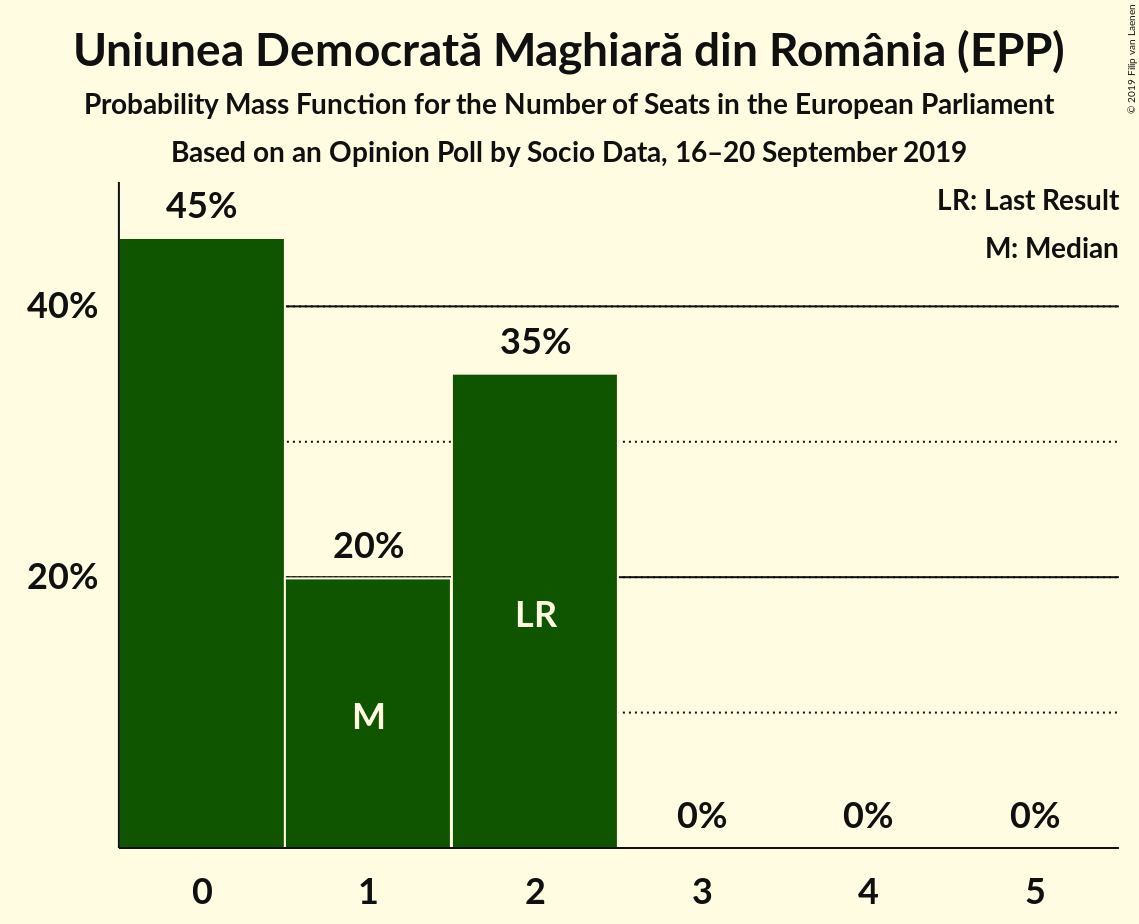 Uniunea Democrată Maghiară din România (EPP)
Probability Mass Function for the Number of Seats in the European Parliament
Based on an Opinion Poll by Socio Data, 16–20 September 2019
© 2019 Filip van Laenen
LR: Last Result
M: Median
45%
40%
35%
20%
20%
LR
M
0%
0%
0%
0
1
2
3
4
5